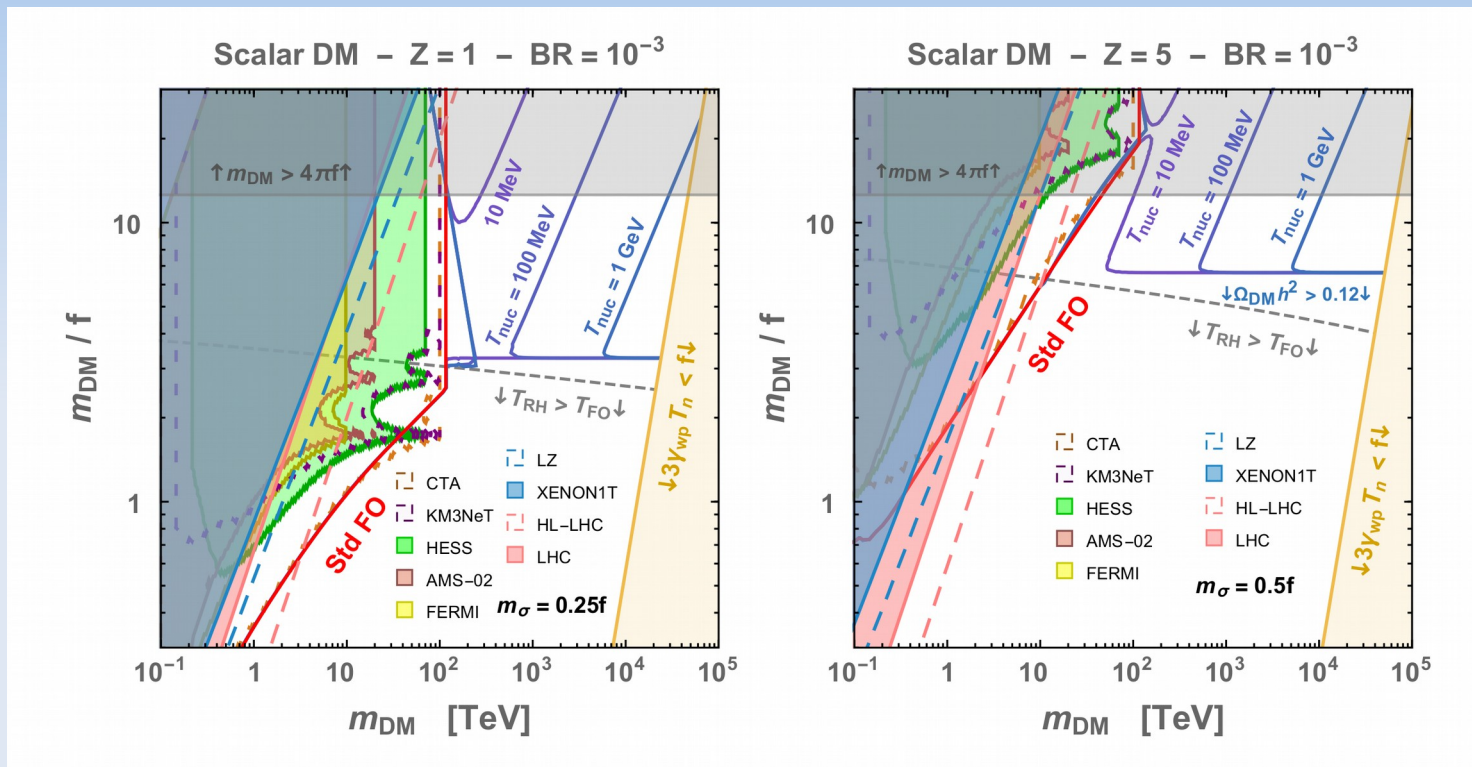 Scalar DM – Z = 1 – BR = 10⁻³
↑m_DM > 4πf↑
10 MeV
T_nuc = 100 MeV
T_nuc = 1 GeV
↓T_RH > T_FO↓
↓3γ_wp T_n < f↓
Std FO
CTA
KM3NeT
HESS
AMS–02
FERMI
LZ
XENON1T
HL–LHC
LHC
m_σ = 0.25f
10
1
m_DM / f
10⁻¹ 1 10 10² 10³ 10⁴ 10⁵
m_DM [TeV]
Scalar DM – Z = 5 – BR = 10⁻³
↑m_DM > 4πf↑
T_nuc = 10 MeV
T_nuc = 100 MeV
T_nuc = 1 GeV
↓Ω_DM h² > 0.12↓
↓T_RH > T_FO↓
↓3γ_wp T_n < f↓
Std FO
CTA
KM3NeT
HESS
AMS–02
FERMI
LZ
XENON1T
HL–LHC
LHC
m_σ = 0.5f
10
1
m_DM / f
10⁻¹ 1 10 10² 10³ 10⁴ 10⁵
m_DM [TeV]